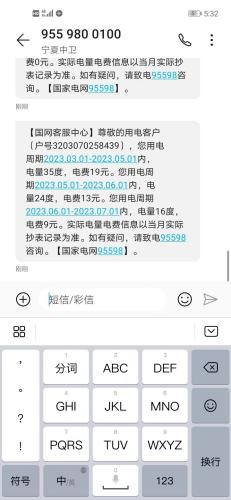 5:32
955 980 0100
宁夏中卫
费0元。实际电量电费信息以当月实际抄
表记录为准。如有疑问，请致电95598咨
询。【国家电网95598】。
刚刚
【国网客服中心】尊敬的用电客户
（户号3203070258439），您用电
周期2023.03.01-2023.05.01内，
电量35度，电费19元。您用电周
期2023.05.01-2023.06.01内，电
量24度，电费13元。您用电周期
2023.06.01-2023.07.01内，电量16度，
电费9元。实际电量电费信息以当月实际
抄表记录为准。如有疑问，请致电95598
咨询。【国家电网95598】。
刚刚
短信/彩信
， 1 分词 2 ABC 3 DEF
。 4 GHI 5 JKL 6 MNO
？
！ 7 PQRS 8 TUV 9 WXYZ 换行
符号 中/英 0 123